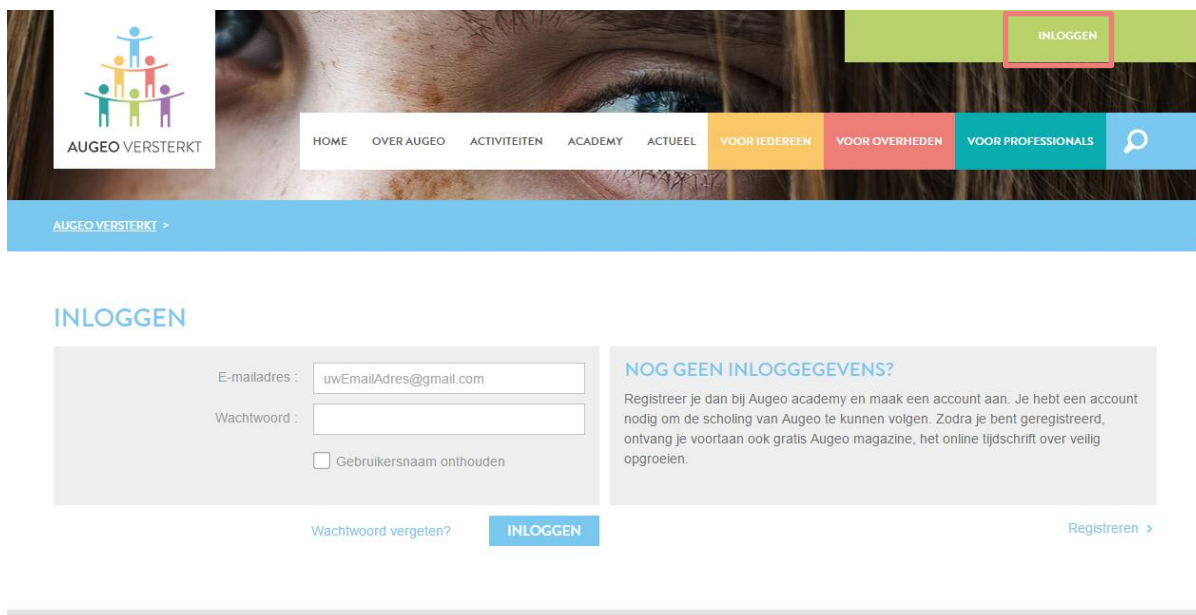 INLOGGEN
AUGEO VERSTERKT
HOME OVER AUGEO ACTIVITEITEN ACADEMY ACTUEEL VOOR IEDEREEN VOOR OVERHEDEN VOOR PROFESSIONALS
AUGEO VERSTERKT >
INLOGGEN
E-mailadres :
uwEmailAdres@gmail.com
Wachtwoord :
Gebruikersnaam onthouden
Wachtwoord vergeten?
INLOGGEN
NOG GEEN INLOGGEGEVENS?
Registreer je dan bij Augeo academy en maak een account aan. Je hebt een account
nodig om de scholing van Augeo te kunnen volgen. Zodra je bent geregistreerd,
ontvang je voortaan ook gratis Augeo magazine, het online tijdschrift over veilig
opgroeien.
Registreren >